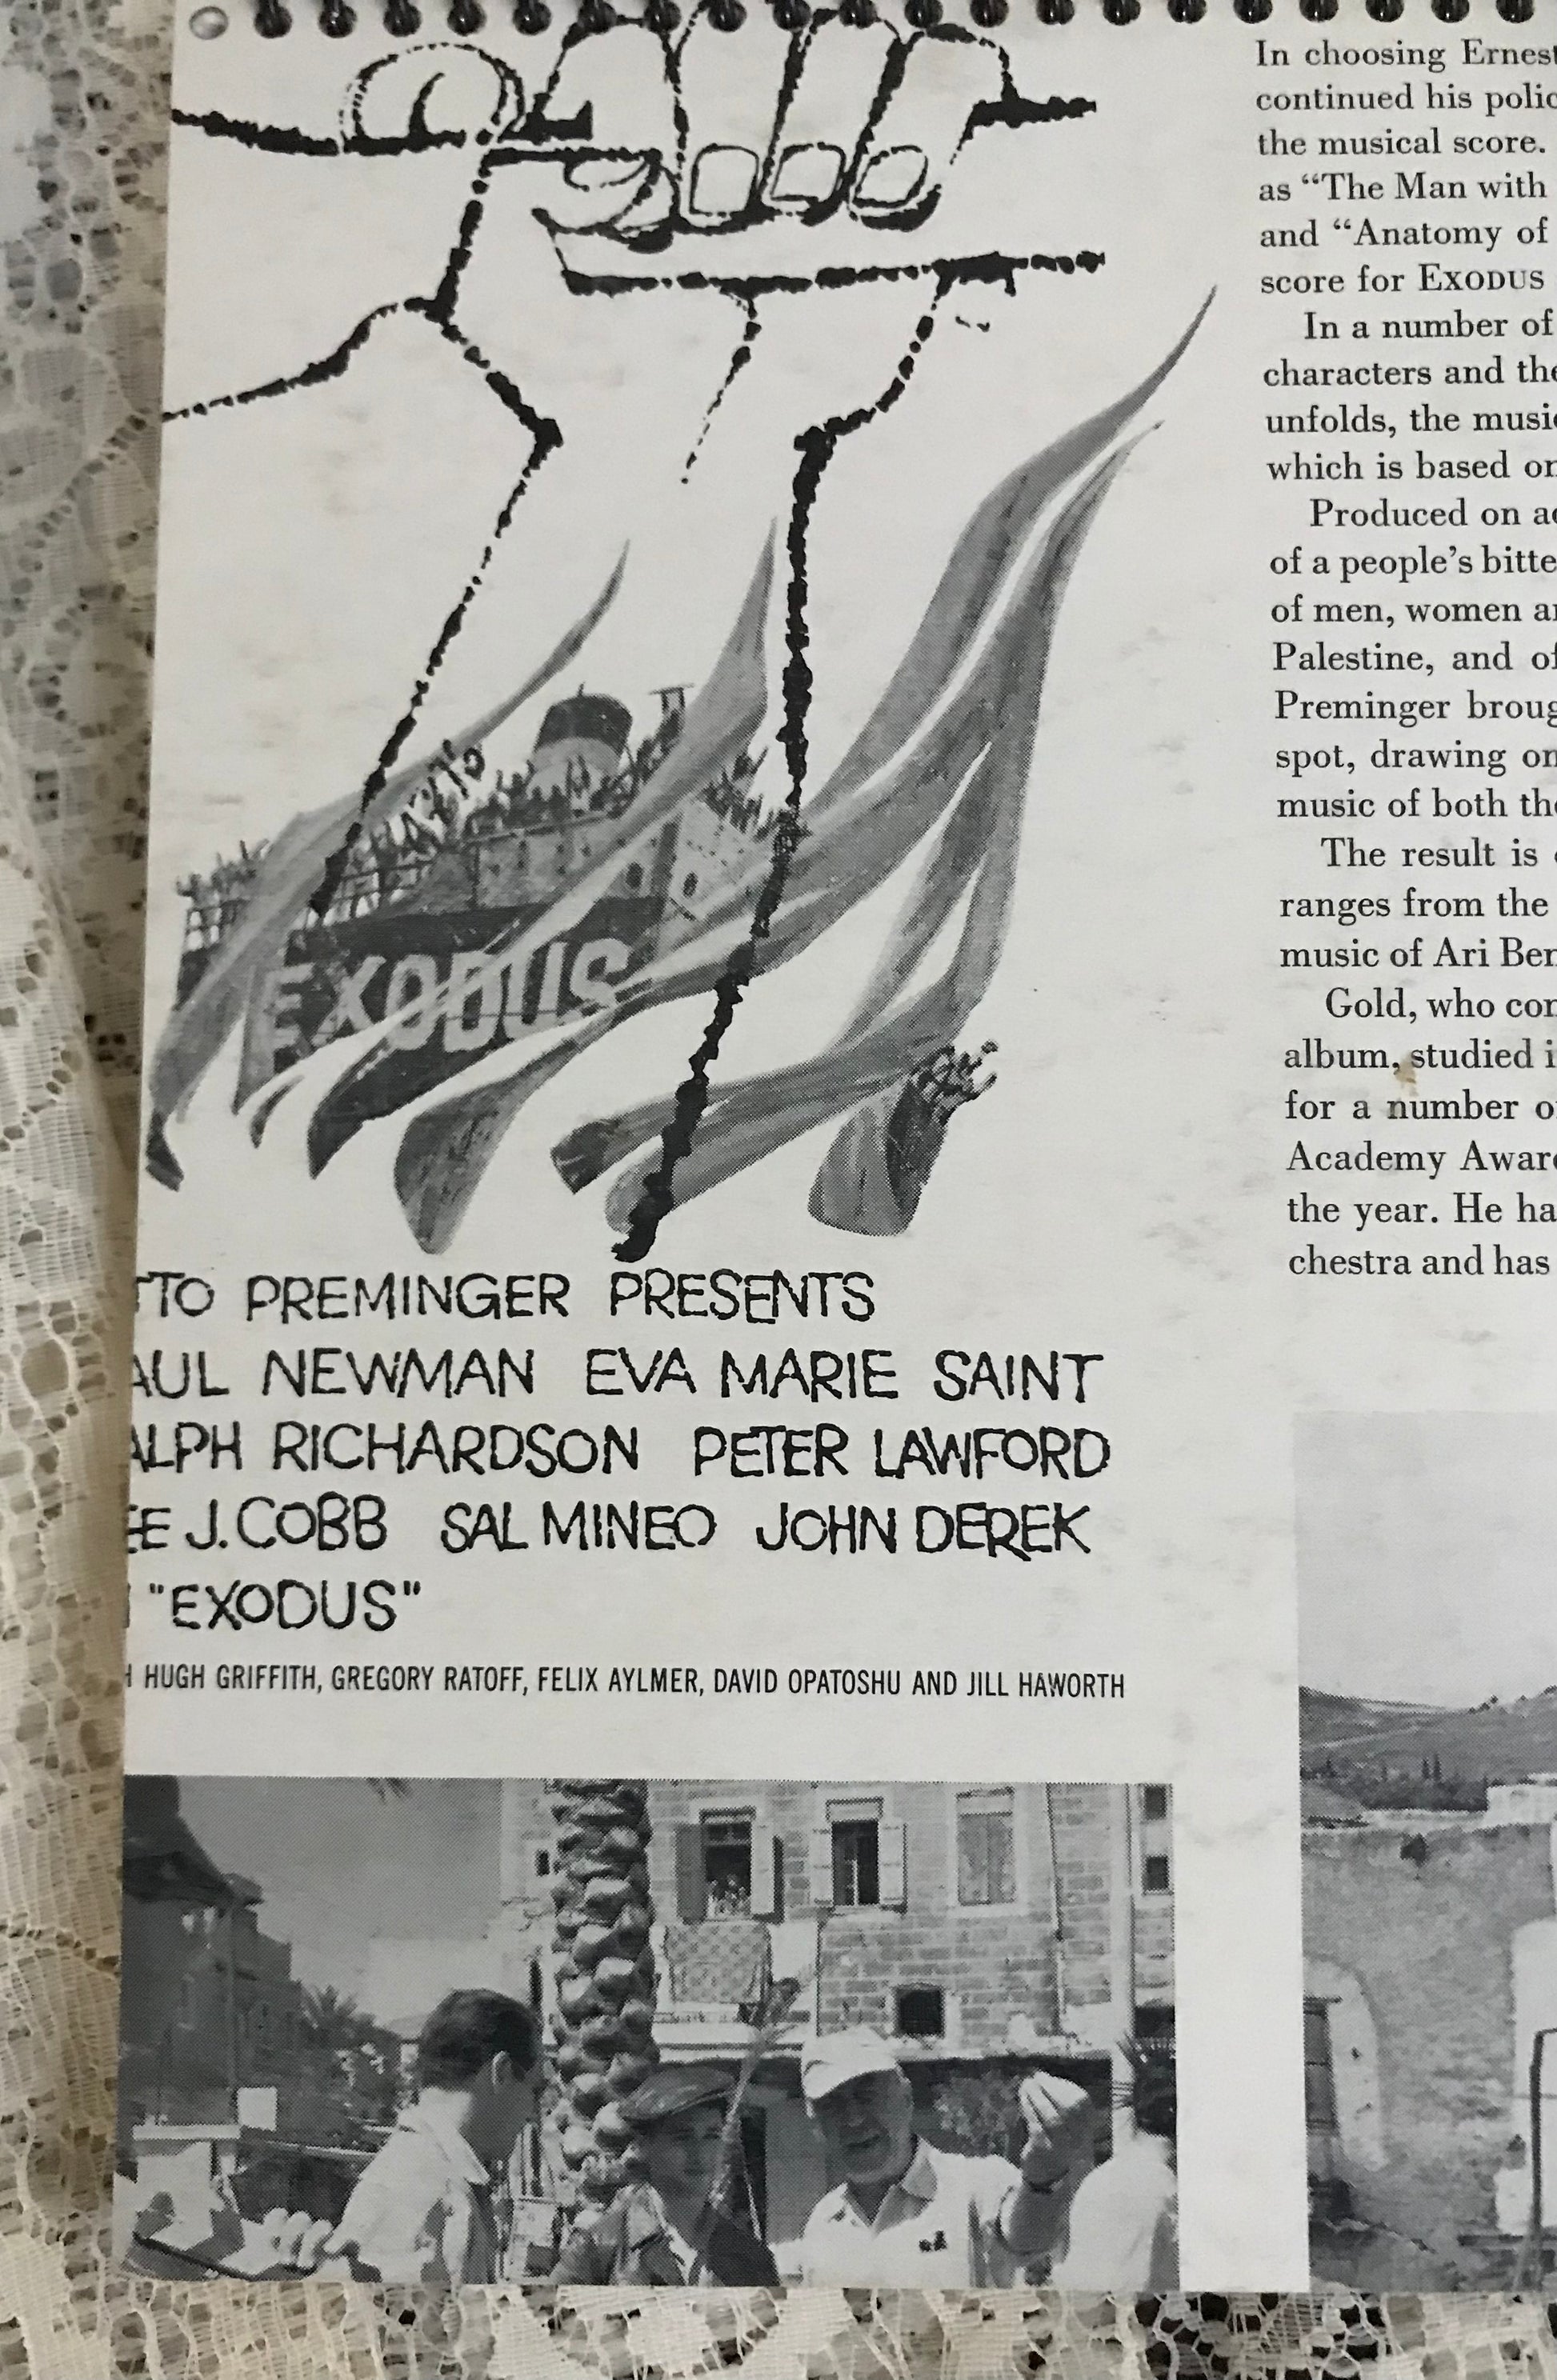 EXODUS
TTO PREMINGER PRESENTS
AUL NEWMAN EVA MARIE SAINT
ALPH RICHARDSON PETER LAWFORD
EE J. COBB SAL MINEO JOHN DEREK
"EXODUS"
H HUGH GRIFFITH, GREGORY RATOFF, FELIX AYLMER, DAVID OPATOSHU AND JILL HAWORTH
In choosing Ernest
continued his polic
the musical score.
as “The Man with
and “Anatomy of
score for EXODUS
In a number of
characters and the
unfolds, the music
which is based on
Produced on ac
of a people’s bitte
of men, women an
Palestine, and of
Preminger broug
spot, drawing on
music of both the
The result is
ranges from the
music of Ari Ben
Gold, who con
album, studied i
for a number o
Academy Awar
the year. He ha
chestra and has